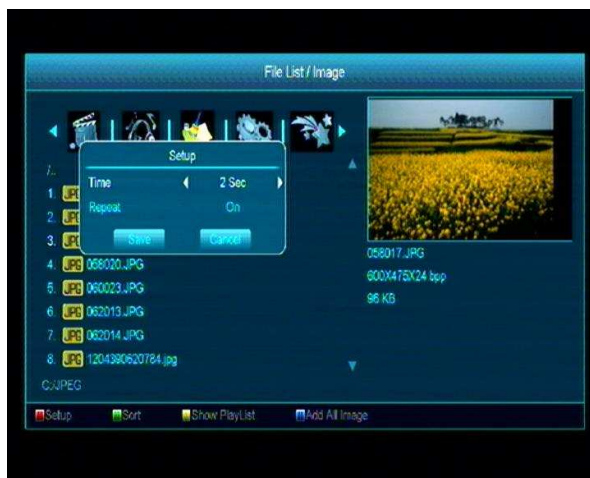 File List / Image
Setup
Time 2 Sec
Repeat On
Save Cancel
/..
1. JPG
2. JPG
3. JPG
4. JPG 058020.JPG
5. JPG 060023.JPG
6. JPG 062013.JPG
7. JPG 062014.JPG
8. JPG 1204390620784.jpg
058017.JPG
600X475X24 bpp
96 KB
C:/JPEG
Setup Sort Show PlayList Add All Image